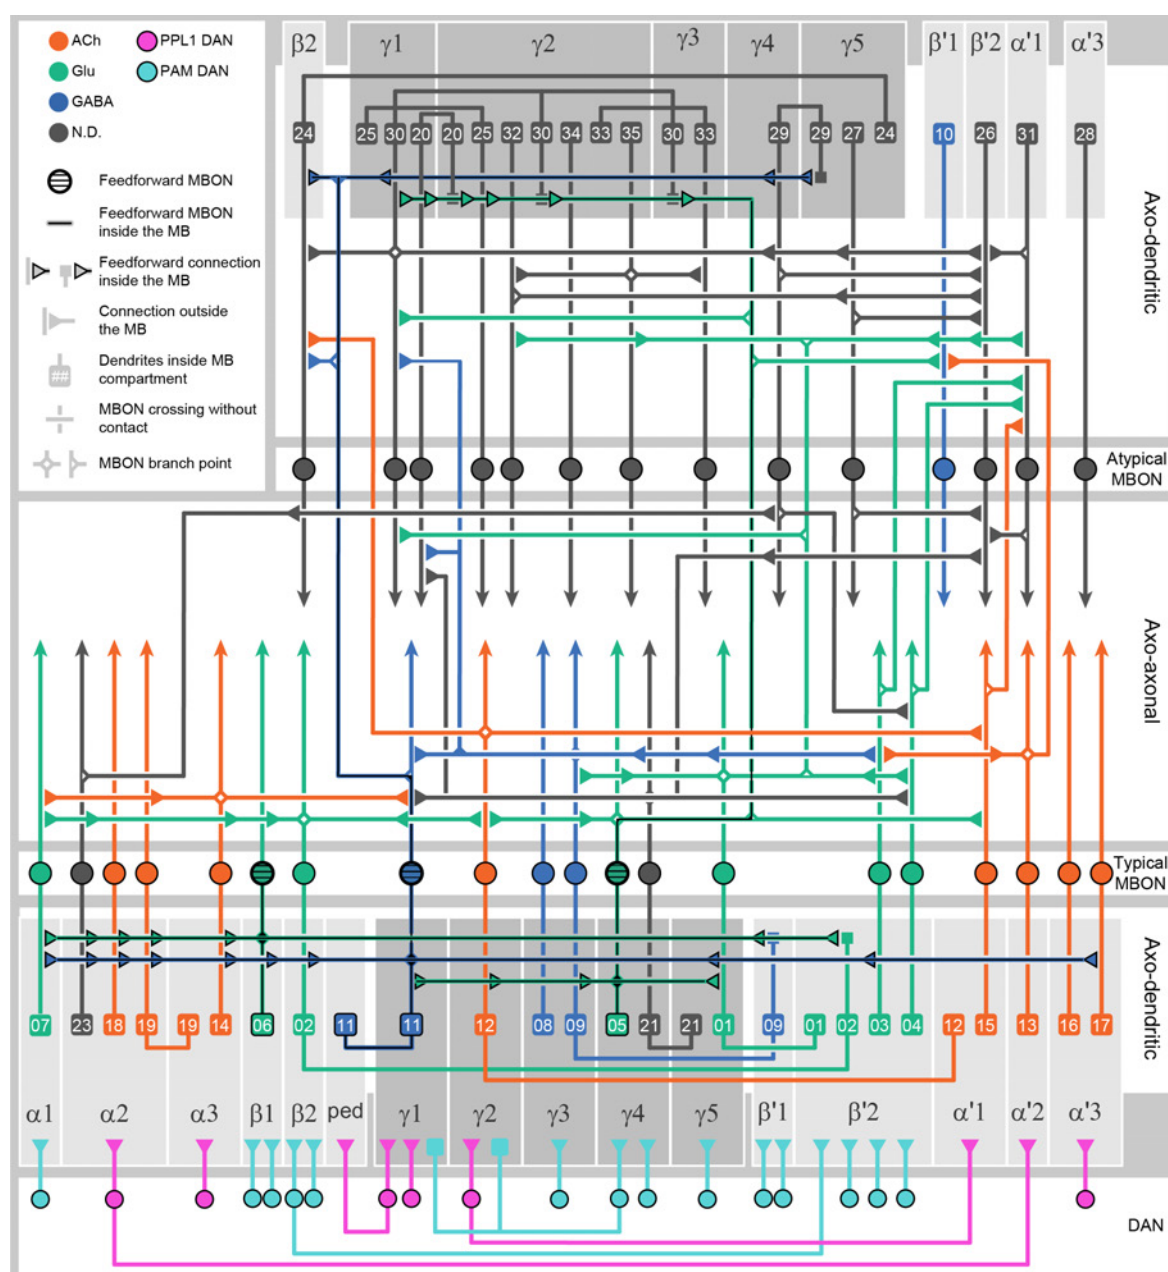 ACh PPL1 DAN
Glu PAM DAN
GABA
N.D.
Feedforward MBON
Feedforward MBON
inside the MB
Feedforward connection
inside the MB
Connection outside
the MB
Dendrites inside MB
compartment
##
MBON crossing without
contact
MBON branch point
β2 γ1 γ2 γ3 γ4 γ5 β'1 β'2 α'1 α'3
24 25 30 20 20 25 32 30 34 33 35 30 33 29 29 27 24 10 26 31 28
Axo-dendritic
Atypical
MBON
Axo-axonal
Typical
MBON
Axo-dendritic
07 23 18 19 19 14 06 02 11 11 12 08 09 05 21 21 01 09 01 02 03 04 12 15 13 16 17
α1 α2 α3 β1 β2 ped γ1 γ2 γ3 γ4 γ5 β'1 β'2 α'1 α'2 α'3
DAN